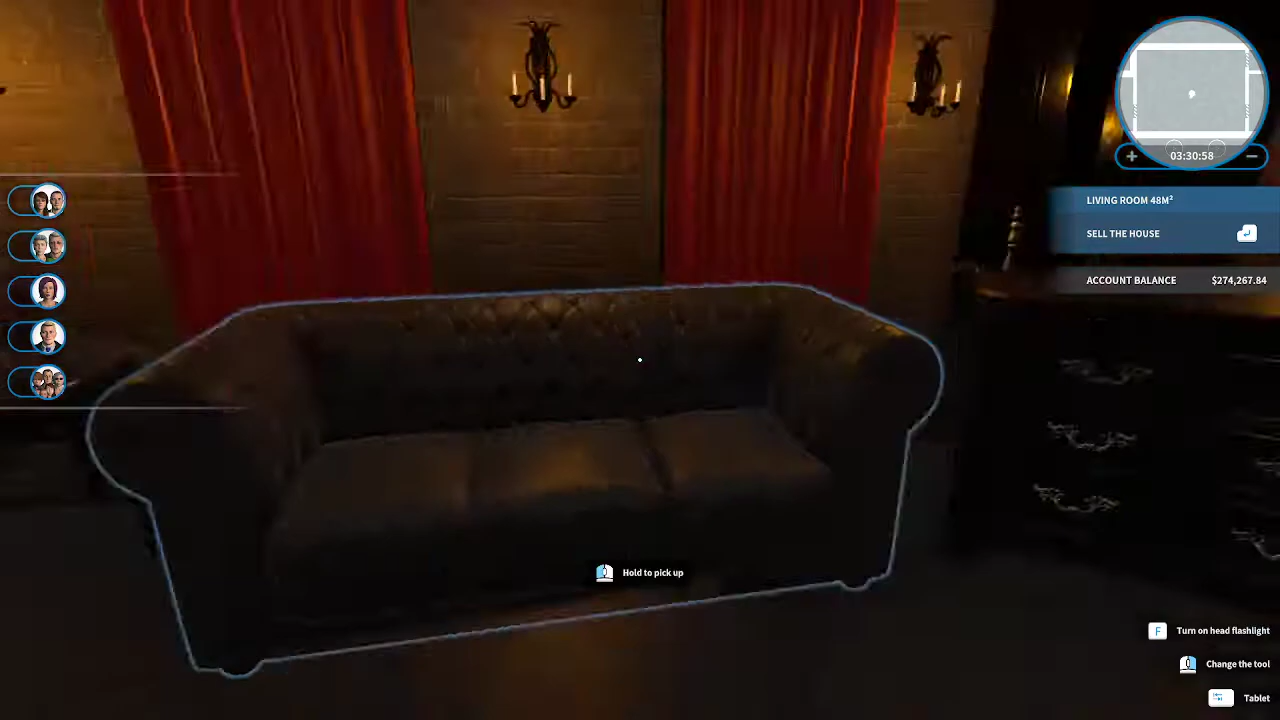 + 03:30:58 −
LIVING ROOM 48M²
SELL THE HOUSE
ACCOUNT BALANCE $274,267.84
Hold to pick up
F Turn on head flashlight
Change the tool
Tablet